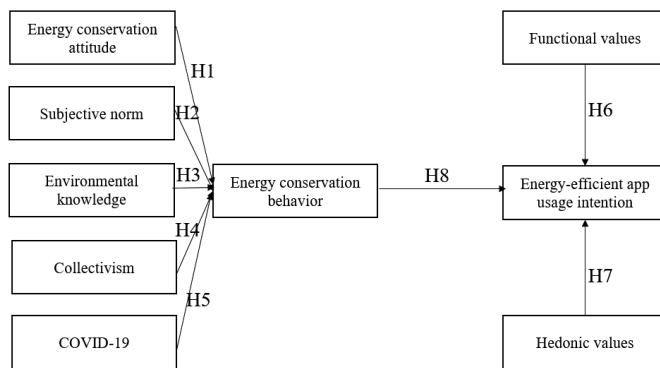 Energy conservation
attitude
H1
Subjective norm
H2
Environmental
knowledge
H3
Collectivism
H4
COVID-19
H5
Energy conservation
behavior
H8
Functional values
H6
Energy-efficient app
usage intention
H7
Hedonic values